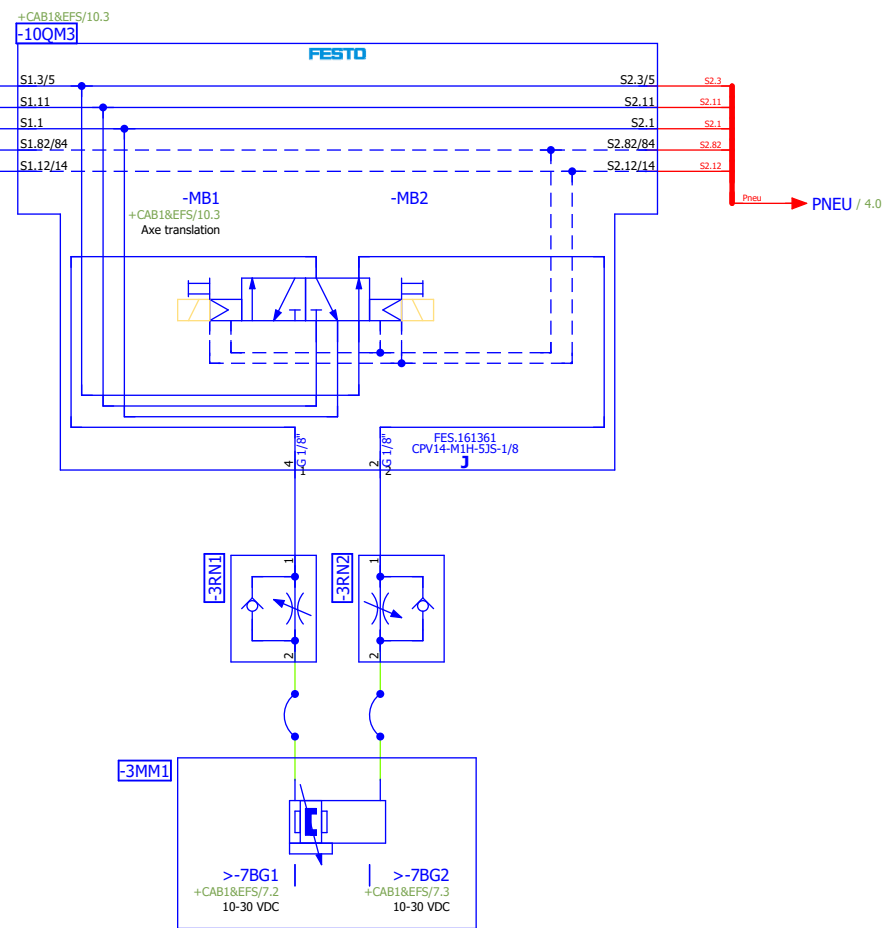 +CAB1&EFS/10.3
-10QM3
FESTO
S1.3/5
S2.3/5
S2.3
S1.11
S2.11
S2.11
S1.1
S2.1
S2.1
S1.82/84
S2.82/84
S2.82
S1.12/14
S2.12/14
S2.12
-MB1
-MB2
Pneu
PNEU / 4.0
+CAB1&EFS/10.3
Axe translation
FES.161361
CPV14-M1H-5JS-1/8
J
G 1/8"
G 1/8"
4
1
2
2
-3RN1
1
2
-3RN2
1
2
-3MM1
>-7BG1
>-7BG2
+CAB1&EFS/7.2
+CAB1&EFS/7.3
10-30 VDC
10-30 VDC